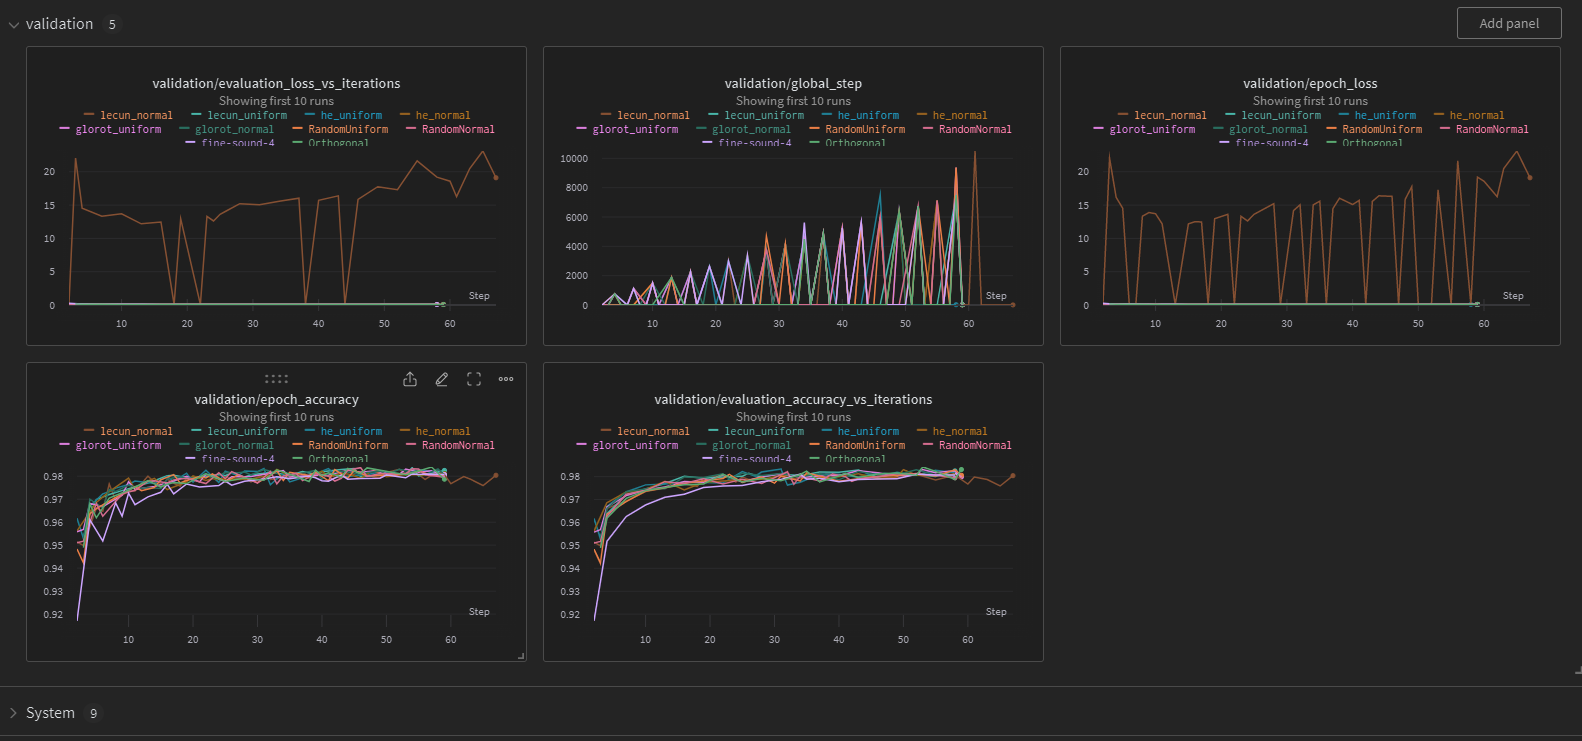 validation 5
Add panel
validation/evaluation_loss_vs_iterations
Showing first 10 runs
lecun_normal lecun_uniform he_uniform he_normal
glorot_uniform glorot_normal RandomUniform RandomNormal
fine-sound-4 Orthogonal
20
15
10
5
0
Step
10 20 30 40 50 60
validation/global_step
Showing first 10 runs
lecun_normal lecun_uniform he_uniform he_normal
glorot_uniform glorot_normal RandomUniform RandomNormal
fine-sound-4 Orthogonal
10000
8000
6000
4000
2000
0
Step
10 20 30 40 50 60
validation/epoch_loss
Showing first 10 runs
lecun_normal lecun_uniform he_uniform he_normal
glorot_uniform glorot_normal RandomUniform RandomNormal
fine-sound-4 Orthogonal
20
15
10
5
0
Step
10 20 30 40 50 60
validation/epoch_accuracy
Showing first 10 runs
lecun_normal lecun_uniform he_uniform he_normal
glorot_uniform glorot_normal RandomUniform RandomNormal
fine-sound-4 Orthogonal
0.98
0.97
0.96
0.95
0.94
0.93
0.92
Step
10 20 30 40 50 60
validation/evaluation_accuracy_vs_iterations
Showing first 10 runs
lecun_normal lecun_uniform he_uniform he_normal
glorot_uniform glorot_normal RandomUniform RandomNormal
fine-sound-4 Orthogonal
0.98
0.97
0.96
0.95
0.94
0.93
0.92
Step
10 20 30 40 50 60
System 9